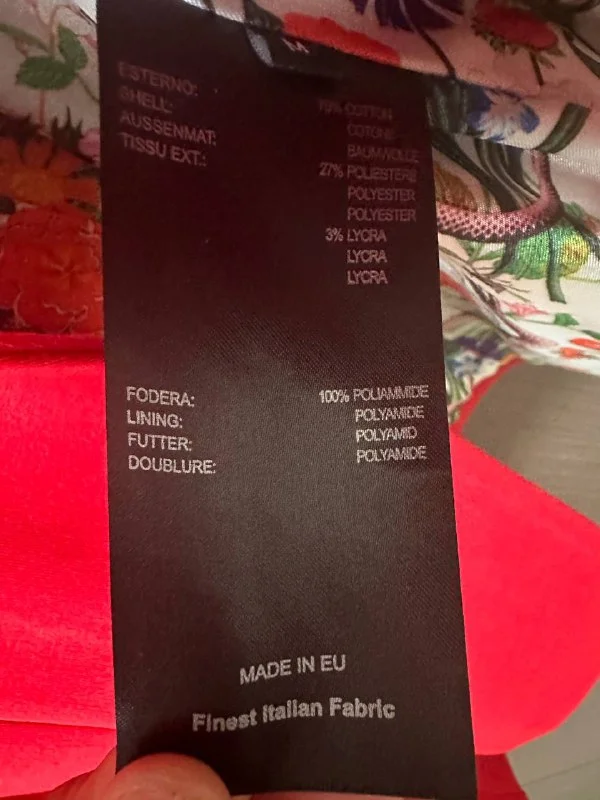 M
ESTERNO: 70% COTTON
SHELL: COTONE
AUSSENMAT: BAUMWOLLE
TISSU EXT.: 27% POLIESTERE
POLYESTER
POLYESTER
3% LYCRA
LYCRA
LYCRA
FODERA: 100% POLIAMMIDE
LINING: POLYAMIDE
FUTTER: POLYAMID
DOUBLURE: POLYAMIDE
MADE IN EU
Finest Italian Fabric